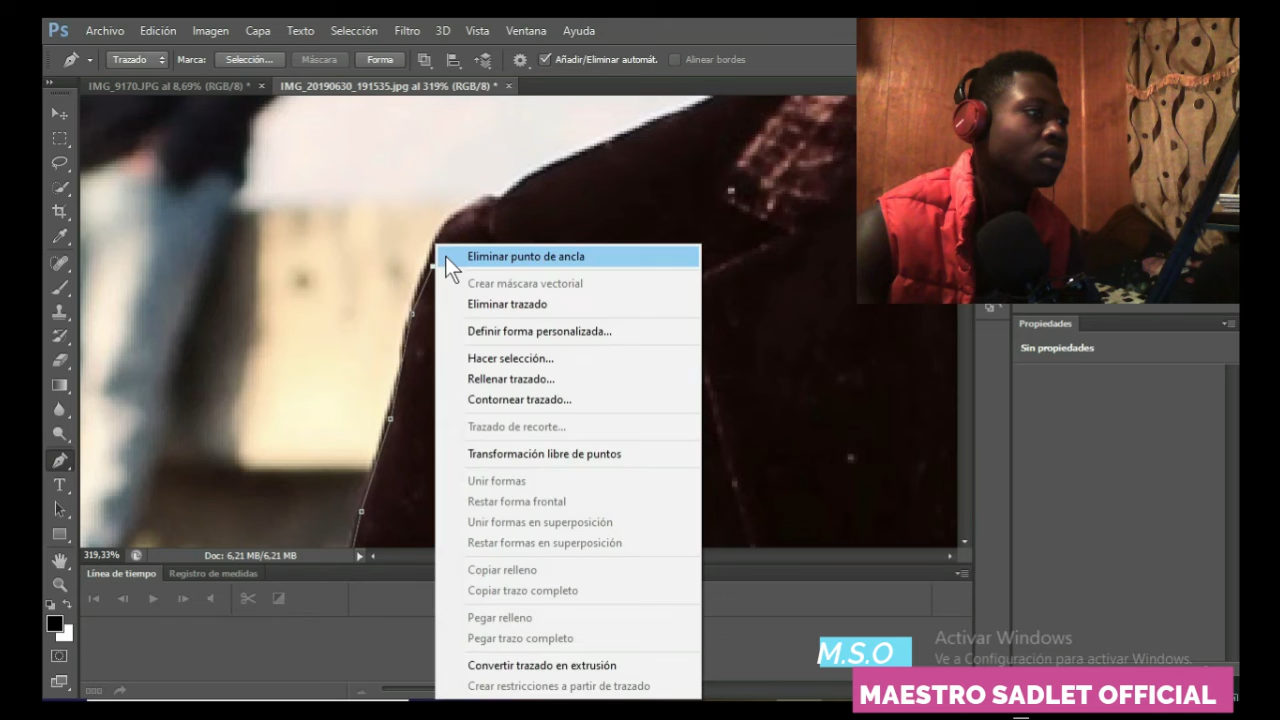 Ps Archivo Edición Imagen Capa Texto Selección Filtro 3D Vista Ventana Ayuda
Trazado Marca: Selección... Máscara Forma Añadir/Eliminar automát. Alinear bordes
IMG_9170.JPG al 8,69% (RGB/8) * × IMG_20190630_191535.jpg al 319% (RGB/8) * ×
Eliminar punto de ancla
Crear máscara vectorial
Eliminar trazado
Definir forma personalizada...
Hacer selección...
Rellenar trazado...
Contornear trazado...
Trazado de recorte...
Transformación libre de puntos
Unir formas
Restar forma frontal
Unir formas en superposición
Restar formas en superposición
Copiar relleno
Copiar trazo completo
Pegar relleno
Pegar trazo completo
Convertir trazado en extrusión
Crear restricciones a partir de trazado
Propiedades
Sin propiedades
319,33% Doc: 6,21 MB/6,21 MB
Línea de tiempo Registro de medidas
M.S.O
Activar Windows
Ve a Configuración para activar Windows.
MAESTRO SADLET OFFICIAL